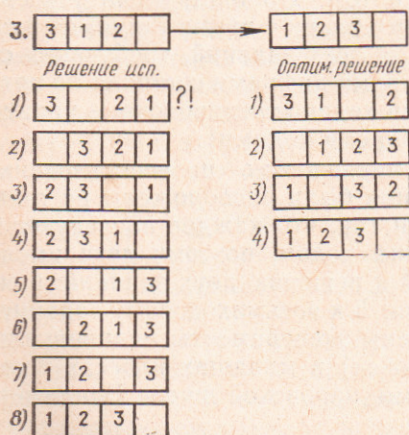 3. 3 1 2 1 2 3
Решение исп. Оптим. решение
1) 3 2 1 ?! 1) 3 1 2
2) 3 2 1 2) 1 2 3
3) 2 3 1 3) 1 3 2
4) 2 3 1 4) 1 2 3
5) 2 1 3
6) 2 1 3
7) 1 2 3
8) 1 2 3